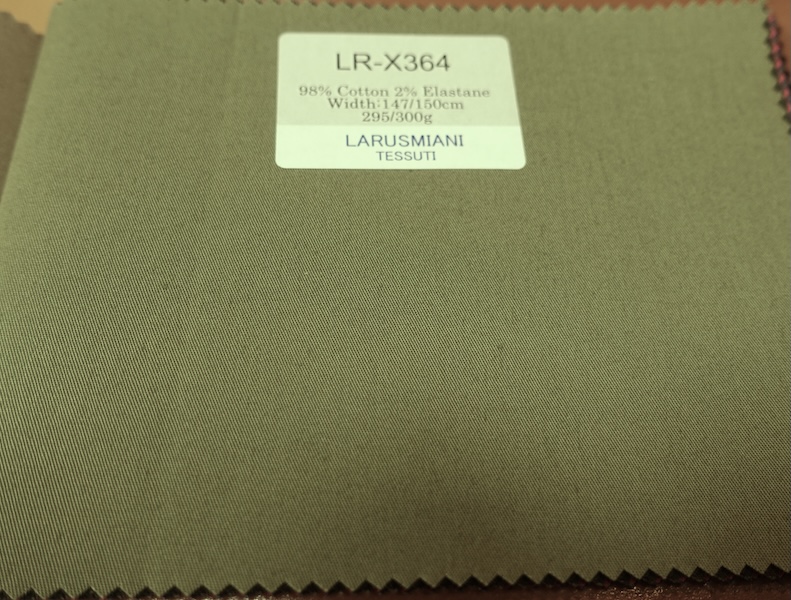 LR-X364
98% Cotton 2% Elastane
Width:147/150cm
295/300g
LARUSMIANI
TESSUTI